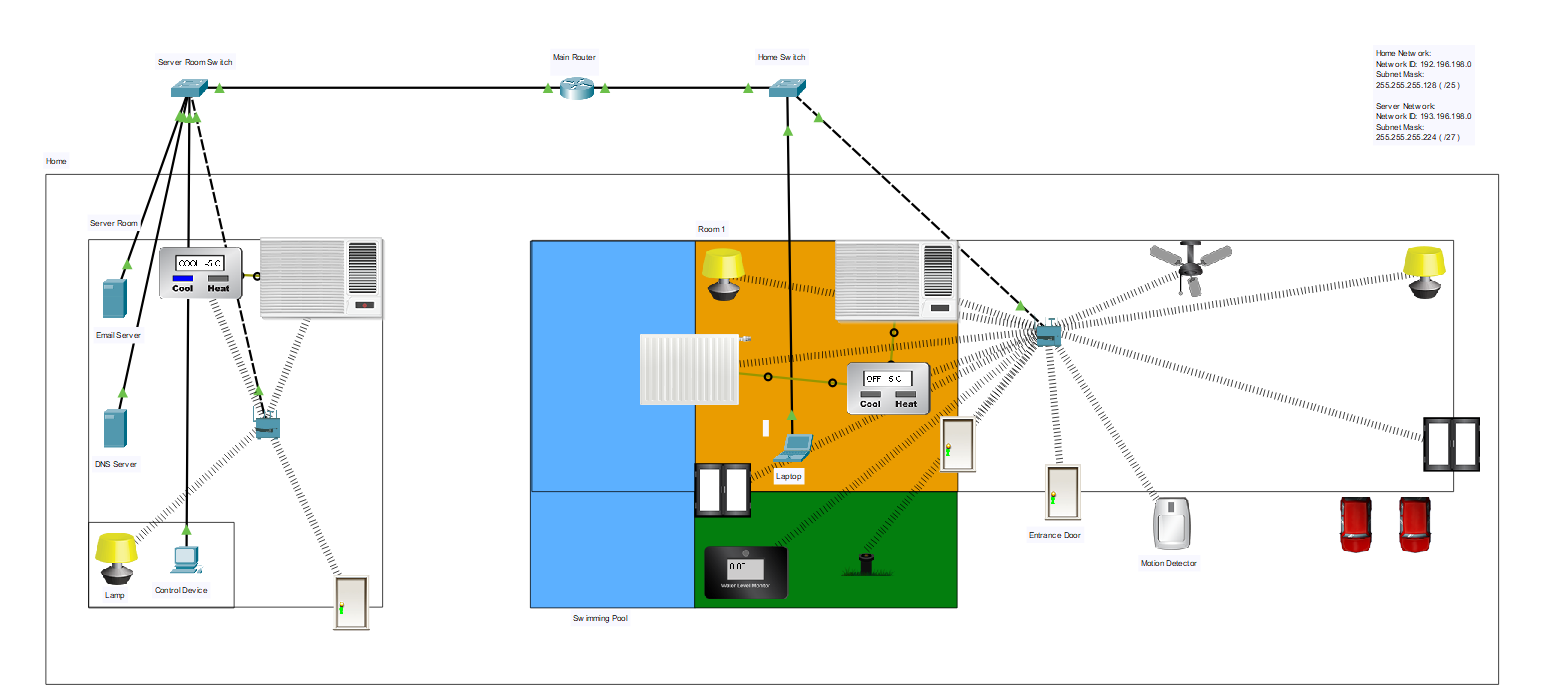 Server Room Switch
Main Router
Home Switch
Home Network:
Network ID: 192.196.198.0
Subnet Mask:
255.255.255.128 ( /25 )
Server Network:
Network ID: 193.196.198.0
Subnet Mask:
255.255.255.224 ( /27 )
Home
Server Room
Room 1
COOL -5 C
Cool Heat
Email Server
OFF 5 C
Cool Heat
DNS Server
Laptop
Entrance Door
Motion Detector
Water Level Monitor
Lamp
Control Device
Swimming Pool